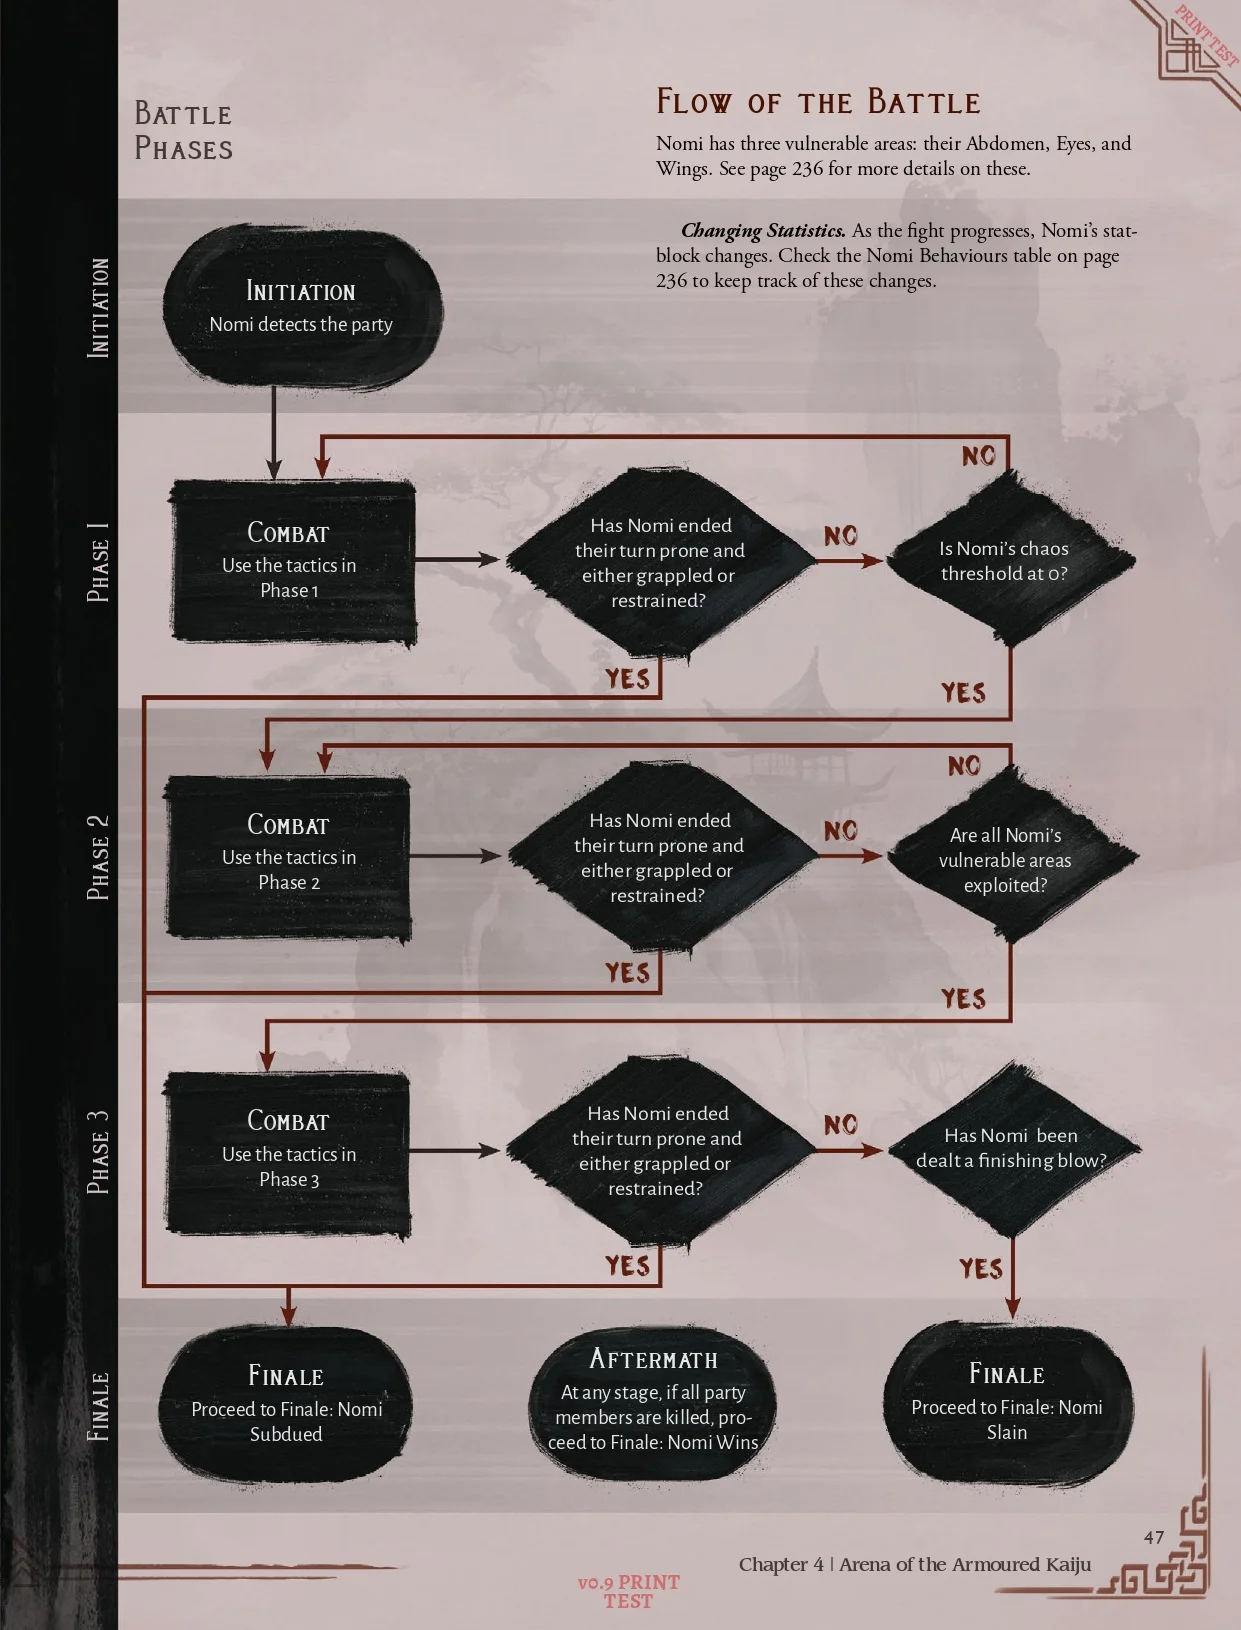 PRINT TEST
Battle
Phases
Flow of the Battle
Nomi has three vulnerable areas: their Abdomen, Eyes, and
Wings. See page 236 for more details on these.
Changing Statistics. As the fight progresses, Nomi's stat-
block changes. Check the Nomi Behaviours table on page
236 to keep track of these changes.
Initiation
Initiation
Nomi detects the party
Phase 1
Combat
Use the tactics in
Phase 1
Has Nomi ended
their turn prone and
either grappled or
restrained?
NO
Is Nomi's chaos
threshold at 0?
NO
YES
YES
Phase 2
Combat
Use the tactics in
Phase 2
Has Nomi ended
their turn prone and
either grappled or
restrained?
NO
Are all Nomi's
vulnerable areas
exploited?
NO
YES
YES
Phase 3
Combat
Use the tactics in
Phase 3
Has Nomi ended
their turn prone and
either grappled or
restrained?
NO
Has Nomi been
dealt a finishing blow?
YES
YES
Finale
Finale
Proceed to Finale: Nomi
Subdued
Aftermath
At any stage, if all party
members are killed, pro-
ceed to Finale: Nomi Wins
Finale
Proceed to Finale: Nomi
Slain
47
Chapter 4 | Arena of the Armoured Kaiju
v0.9 PRINT
TEST